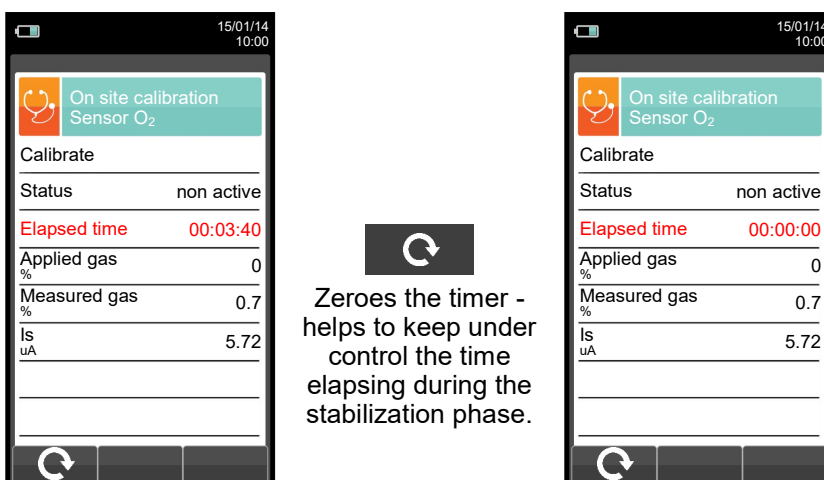 15/01/14
10:00
On site calibration
Sensor O₂
Calibrate
Status non active
Elapsed time 00:03:40
Applied gas 0
%
Measured gas 0.7
%
Is 5.72
uA
Zeroes the timer -
helps to keep under
control the time
elapsing during the
stabilization phase.
15/01/14
10:00
On site calibration
Sensor O₂
Calibrate
Status non active
Elapsed time 00:00:00
Applied gas 0
%
Measured gas 0.7
%
Is 5.72
uA